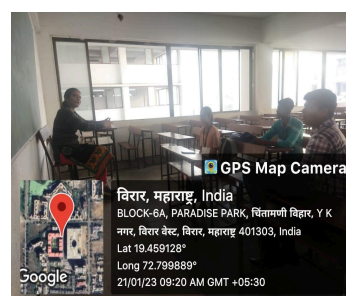 GPS Map Camera
विरार, महाराष्ट्र, India
BLOCK-6A, PARADISE PARK, चिंतामणी विहार, Y K
नगर, विरार वेस्ट, विरार, महाराष्ट्र 401303, India
Lat 19.459128°
Long 72.799889°
21/01/23 09:20 AM GMT +05:30
Google